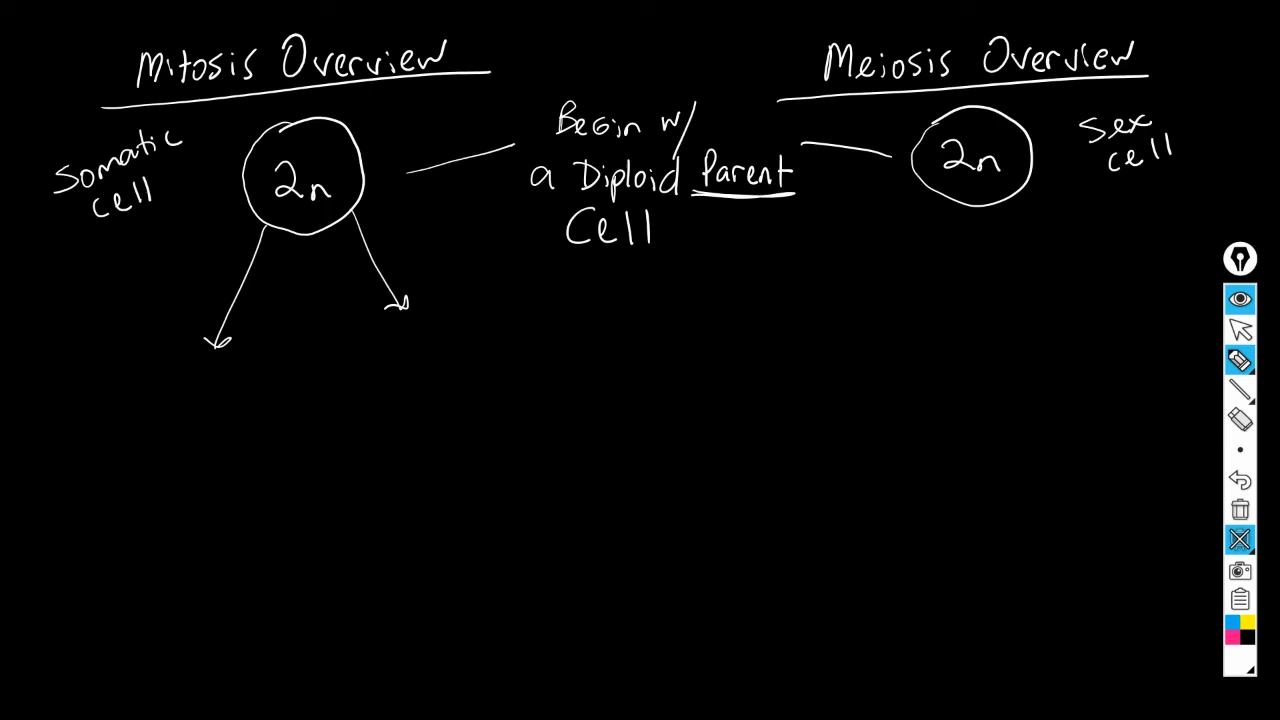 Mitosis Overview
Meiosis Overview
Somatic
cell
2n
Begin w/
a Diploid Parent
Cell
2n
Sex
cell